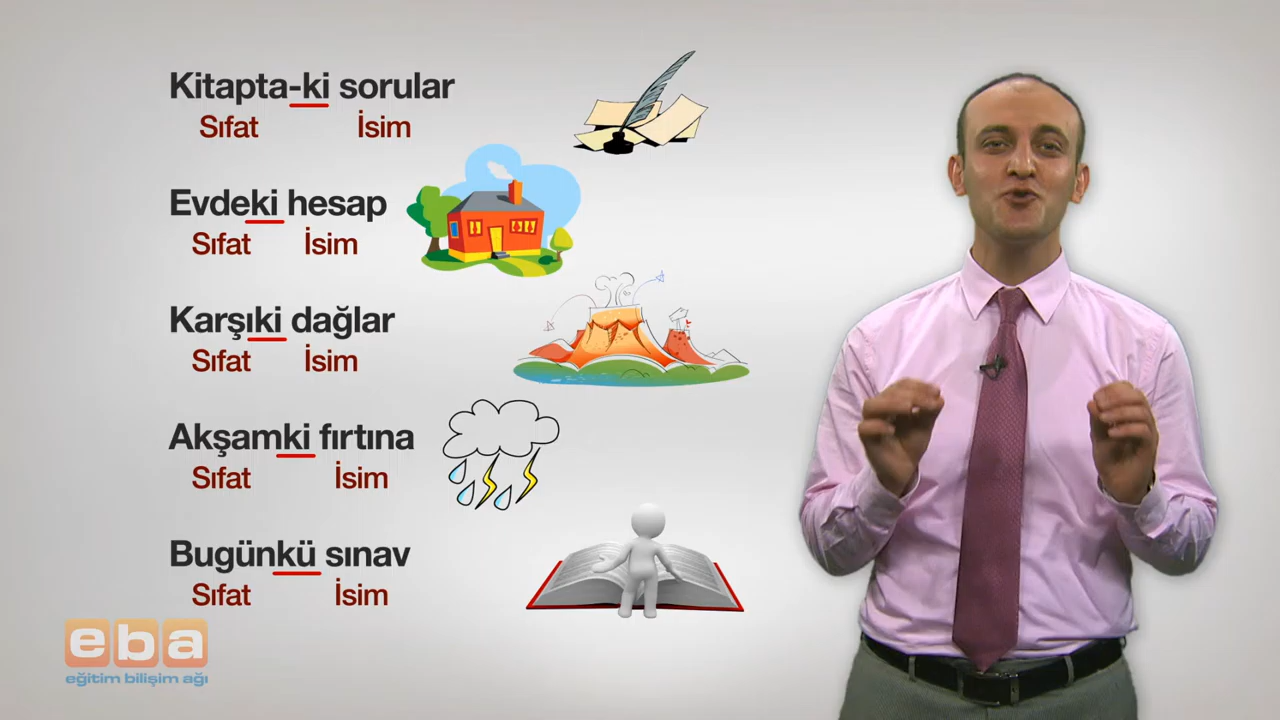 Kitapta-ki sorular
Sıfat İsim
Evdeki hesap
Sıfat İsim
Karşıki dağlar
Sıfat İsim
Akşamki fırtına
Sıfat İsim
Bugünkü sınav
Sıfat İsim
eba
eğitim bilişim ağı